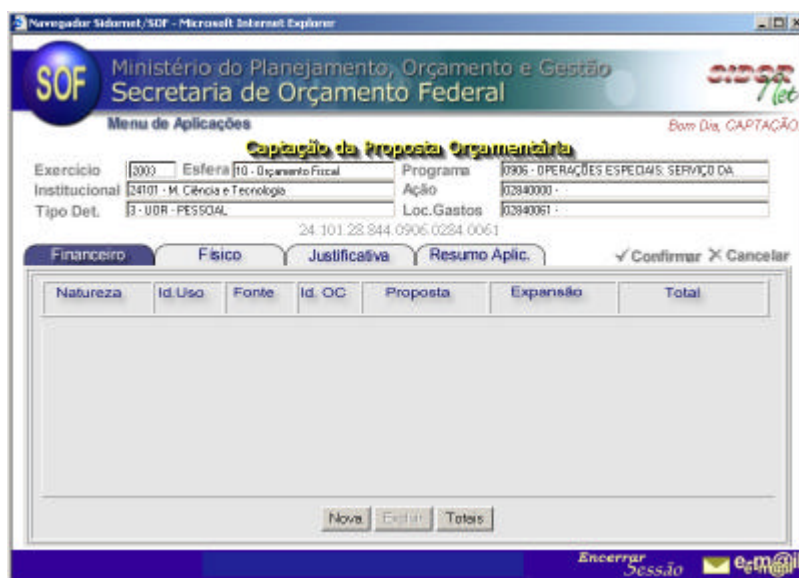 Navegador Sidornet/SOF - Microsoft Internet Explorer
SOF
Ministério do Planejamento, Orçamento e Gestão
Secretaria de Orçamento Federal
SIDOR
Net
Menu de Aplicações
Bom Dia, CAPTAÇÃO
Captação da Proposta Orçamentária
Exercício 2003 Esfera 10 - Orçamento Fiscal Programa 0906 - OPERAÇÕES ESPECIAIS: SERVIÇO DA
Institucional 24101 - M. Ciência e Tecnologia Ação 02840000 -
Tipo Det. 3 - UOR - PESSOAL Loc.Gastos 02840061 -
24.101.28.844.0906.0284.0061
Financeiro Físico Justificativa Resumo Aplic. Confirmar Cancelar
Natureza Id.Uso Fonte Id. OC Proposta Expansão Total
Nova Excluir Totais
Encerrar
Sessão
e-m@il